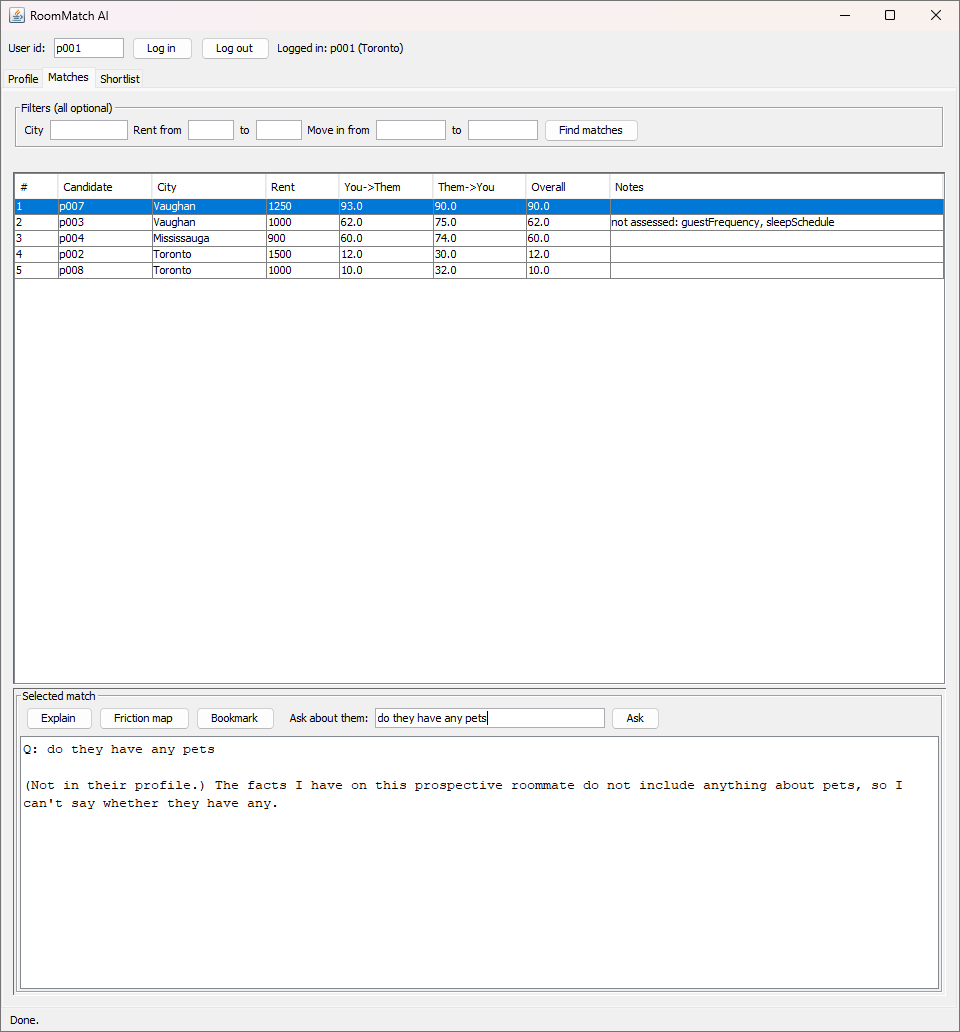 RoomMatch AI
User id: p001 Log in Log out Logged in: p001 (Toronto)
Profile Matches Shortlist
Filters (all optional)
City Rent from to Move in from to Find matches
# Candidate City Rent You->Them Them->You Overall Notes
1 p007 Vaughan 1250 93.0 90.0 90.0
2 p003 Vaughan 1000 62.0 75.0 62.0 not assessed: guestFrequency, sleepSchedule
3 p004 Mississauga 900 60.0 74.0 60.0
4 p002 Toronto 1500 12.0 30.0 12.0
5 p008 Toronto 1000 10.0 32.0 10.0
Selected match
Explain Friction map Bookmark Ask about them: do they have any pets Ask
Q: do they have any pets
(Not in their profile.) The facts I have on this prospective roommate do not include anything about pets, so I
can't say whether they have any.
Done.